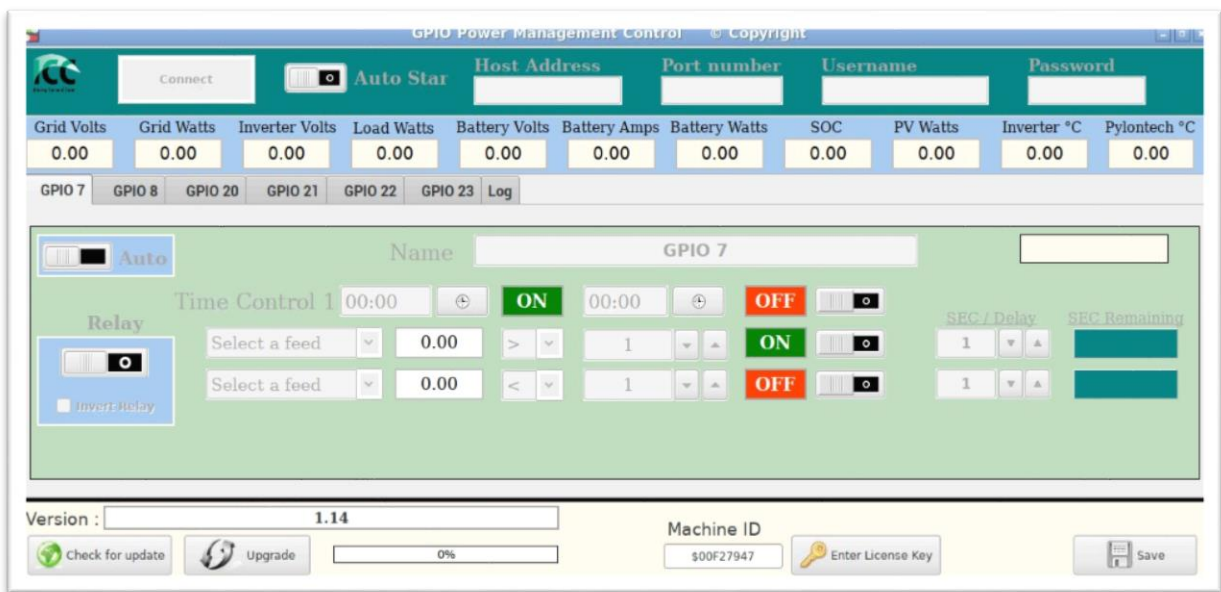 GPIO Power Management Control © Copyright
ICC
Connect
Auto Star
Host Address Port number Username Password
Grid Volts Grid Watts Inverter Volts Load Watts Battery Volts Battery Amps Battery Watts SOC PV Watts Inverter °C Pylontech °C
0.00 0.00 0.00 0.00 0.00 0.00 0.00 0.00 0.00 0.00 0.00
GPIO 7 GPIO 8 GPIO 20 GPIO 21 GPIO 22 GPIO 23 Log
Auto Name GPIO 7
Time Control 1 00:00 ON 00:00 OFF
Relay SEC / Delay SEC Remaining
Select a feed 0.00 > 1 ON 1
Select a feed 0.00 < 1 OFF 1
Invert Relay
Version : 1.14
Machine ID
Check for update Upgrade 0% $00F27947 Enter License Key Save